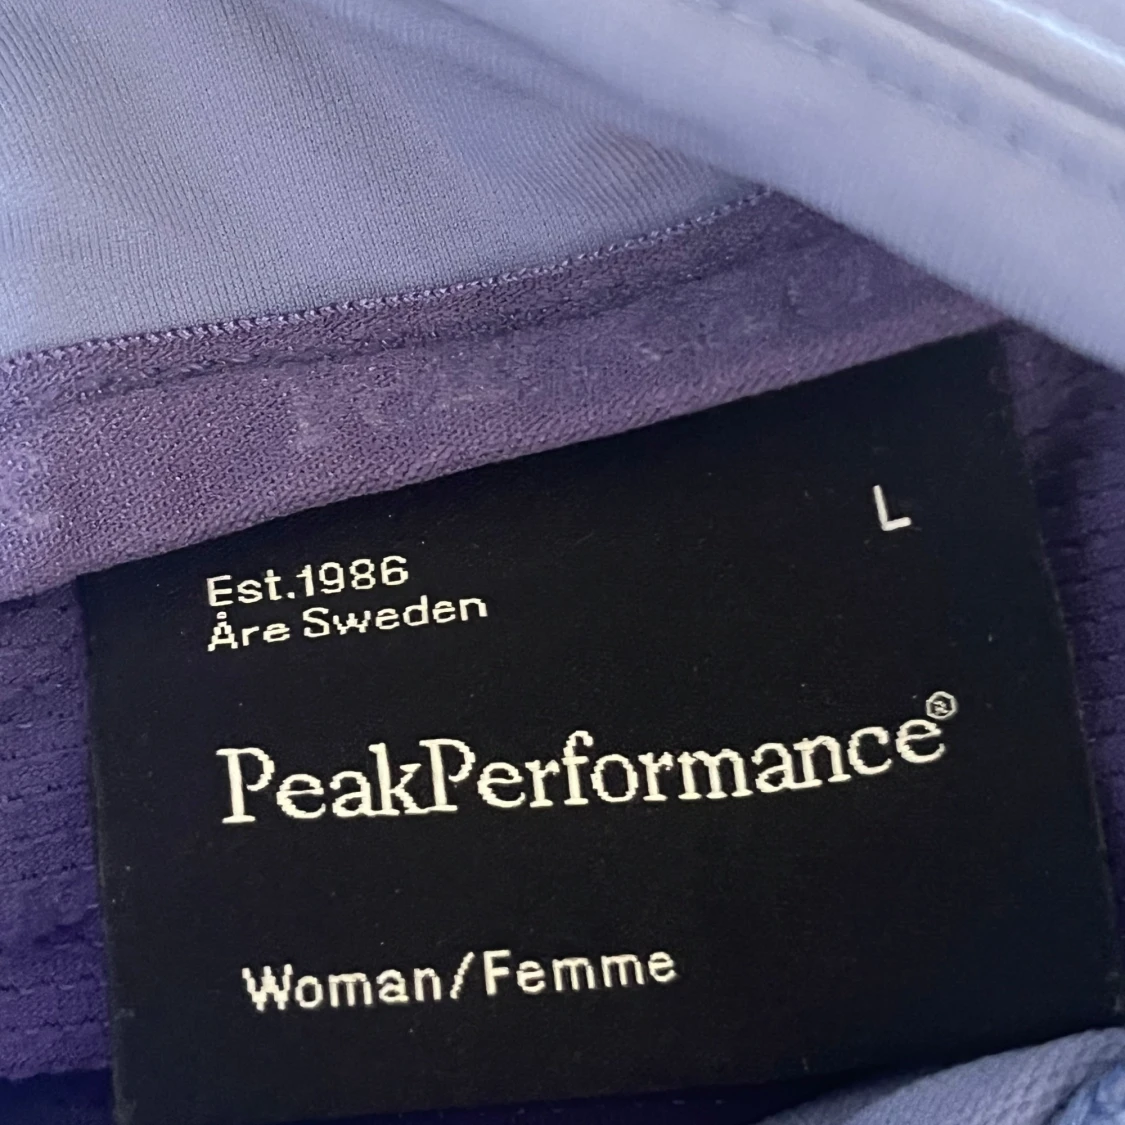 L
Est.1986
Åre Sweden
PeakPerformance®
Woman/Femme